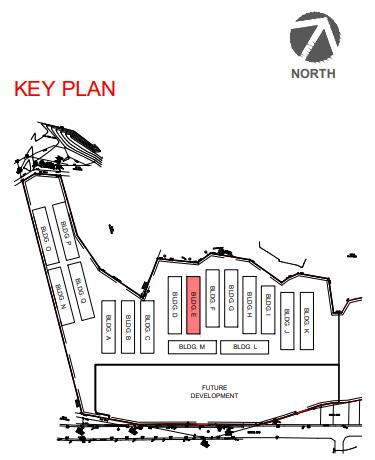 NORTH
KEY PLAN
BLDG. O
BLDG. P
BLDG. N
BLDG. Q
BLDG. A
BLDG. B
BLDG. C
BLDG. D
BLDG. E
BLDG. F
BLDG. G
BLDG. H
BLDG. I
BLDG. J
BLDG. K
BLDG. M
BLDG. L
FUTURE
DEVELOPMENT